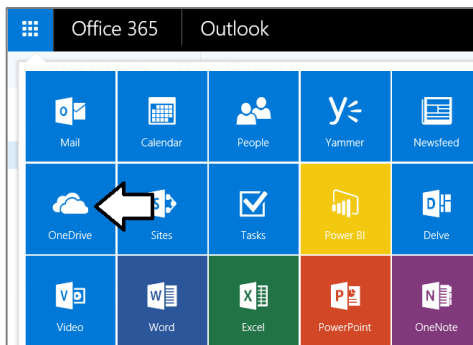 Office 365 Outlook
Mail Calendar People Yammer Newsfeed
OneDrive Sites Tasks Power BI Delve
Video Word Excel PowerPoint OneNote